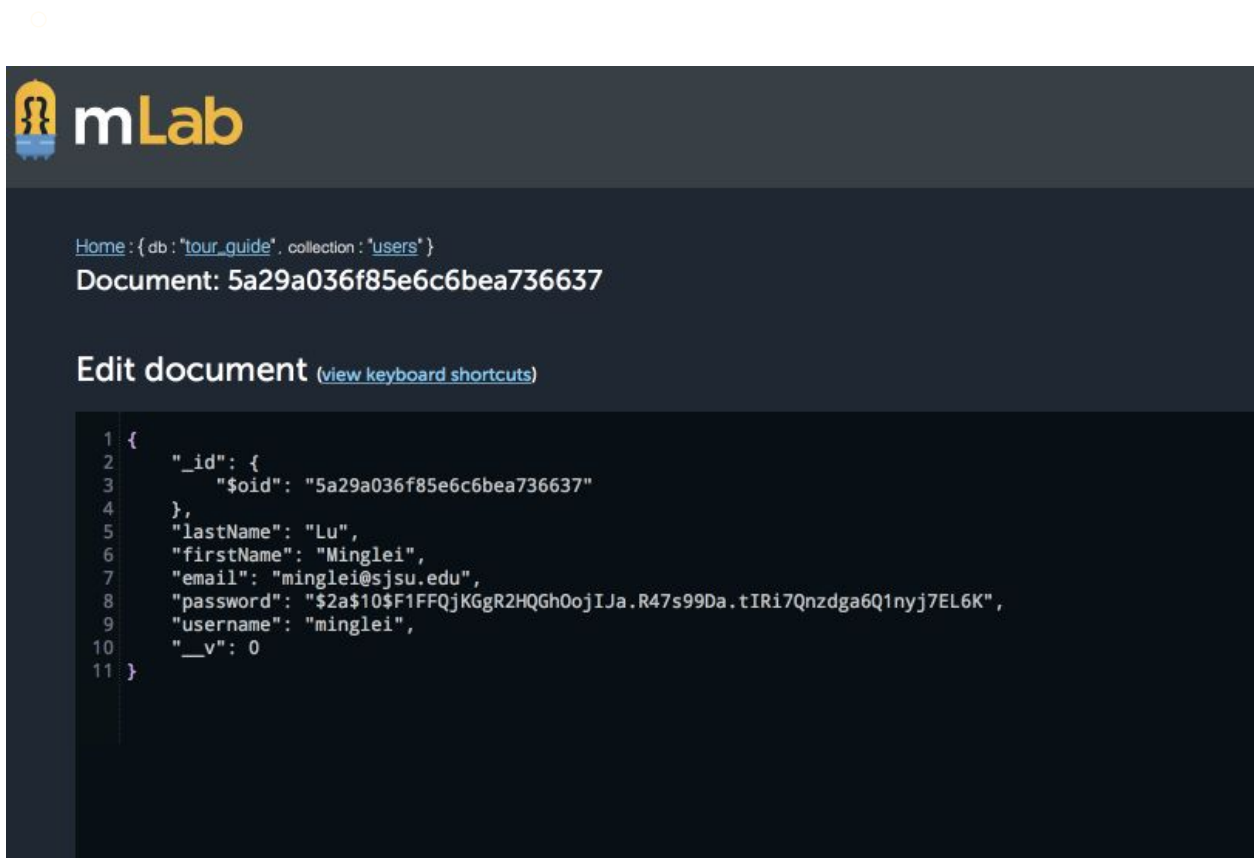 mLab
Home : { db : "tour_guide", collection : "users" }
Document: 5a29a036f85e6c6bea736637
Edit document (view keyboard shortcuts)
1 {
2 "_id": {
3 "$oid": "5a29a036f85e6c6bea736637"
4 },
5 "lastName": "Lu",
6 "firstName": "Minglei",
7 "email": "minglei@sjsu.edu",
8 "password": "$2a$10$F1FFQjKGgR2HQGhOojIJa.R47s99Da.tIRi7Qnzdga6Q1nyj7EL6K",
9 "username": "minglei",
10 "__v": 0
11 }